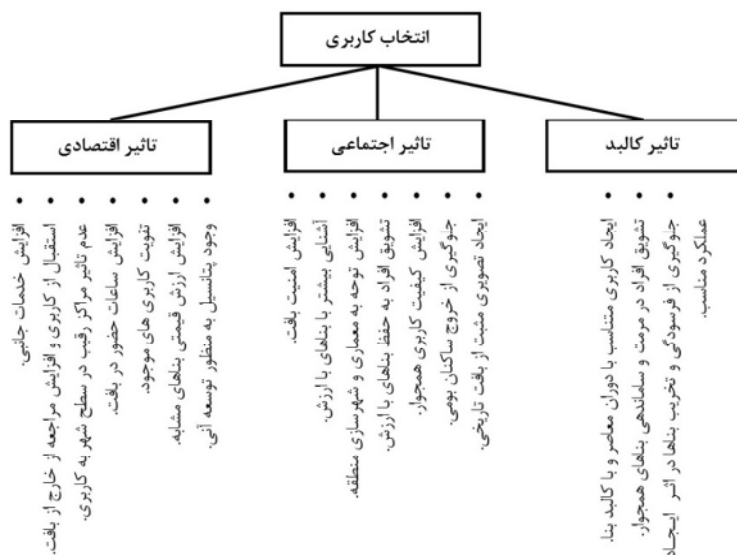 انتخاب کاربری
تاثیر کالبد
تاثیر اجتماعی
تاثیر اقتصادی
• ایجاد کاربری متناسب با دوران معاصر و با کالبد بنا.
• تشویق افراد در مرمت و ساماندهی بناهای همجوار.
• جلوگیری از فرسودگی و تخریب بناها در اثر ایجاد
عملکرد مناسب.
• ایجاد تصویری مثبت از بافت تاریخی.
• جلوگیری از خروج ساکنان بومی.
• افزایش کیفیت کاربری همجوار.
• تشویق افراد به حفظ بناهای با ارزش.
• افزایش توجه به معماری و شهرسازی منطقه.
• آشنایی بیشتر با بناهای با ارزش.
• افزایش امنیت بافت.
• وجود پتانسیل به منظور توسعه آتی.
• افزایش ارزش قیمتی بناهای مشابه.
• تقویت کاربری های موجود.
• افزایش ساعات حضور در بافت.
• عدم تاثیر مراکز رقیب در سطح شهر به کاربری.
• استقبال از کاربری و افزایش مراجعه از خارج از بافت.
• افزایش خدمات جانبی.